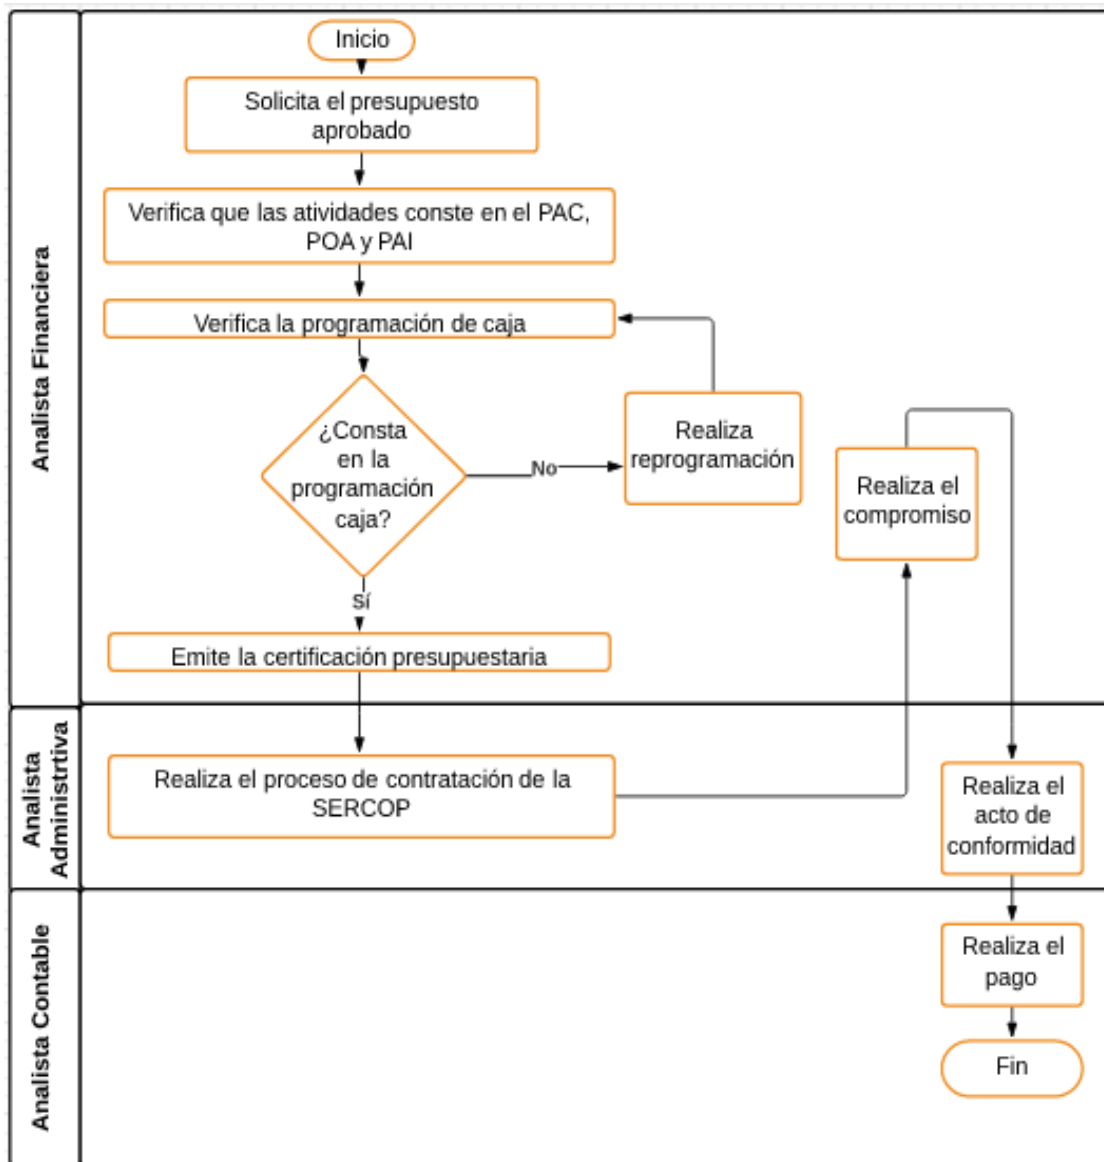 Analista Financiera
Inicio
Solicita el presupuesto
aprobado
Verifica que las atividades conste en el PAC,
POA y PAI
Verifica la programación de caja
¿Consta
en la
programación
caja?
No
Realiza
reprogramación
Sí
Emite la certificación presupuestaria
Realiza el
compromiso
Analista
Administrtiva
Realiza el proceso de contratación de la
SERCOP
Realiza el
acto de
conformidad
Analista Contable
Realiza el
pago
Fin